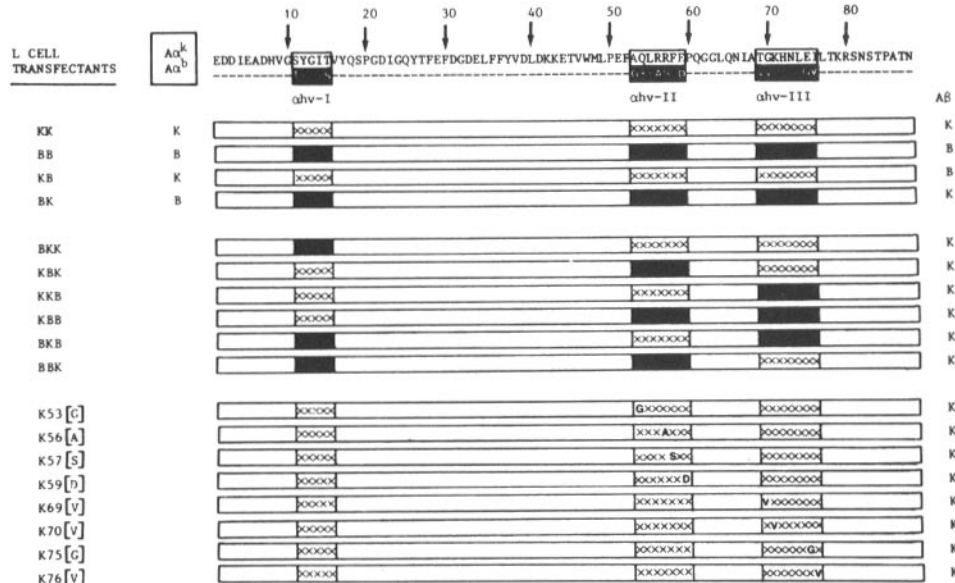 10 20 30 40 50 60 70 80
L CELL
TRANSFECTANTS
Aα^k
Aα^b
EDDIEADHVGSYGITVYQSPGDIGQYTFEFDGDELFYVDLDKKETVWMLPEFAQLRRFEPQGGLQNIATGKHNLEILTKRSNSTPATN
αhv-I αhv-II αhv-III Aβ
KK K K
BB B B
KB K B
BK B K
BKK K
KBK K
KKB K
KBB K
BKB K
BBK K
K53[G] G K
K56[A] A K
K57[S] S K
K59[D] D K
K69[V] V K
K70[V] V K
K75[G] G K
K76[V] V K